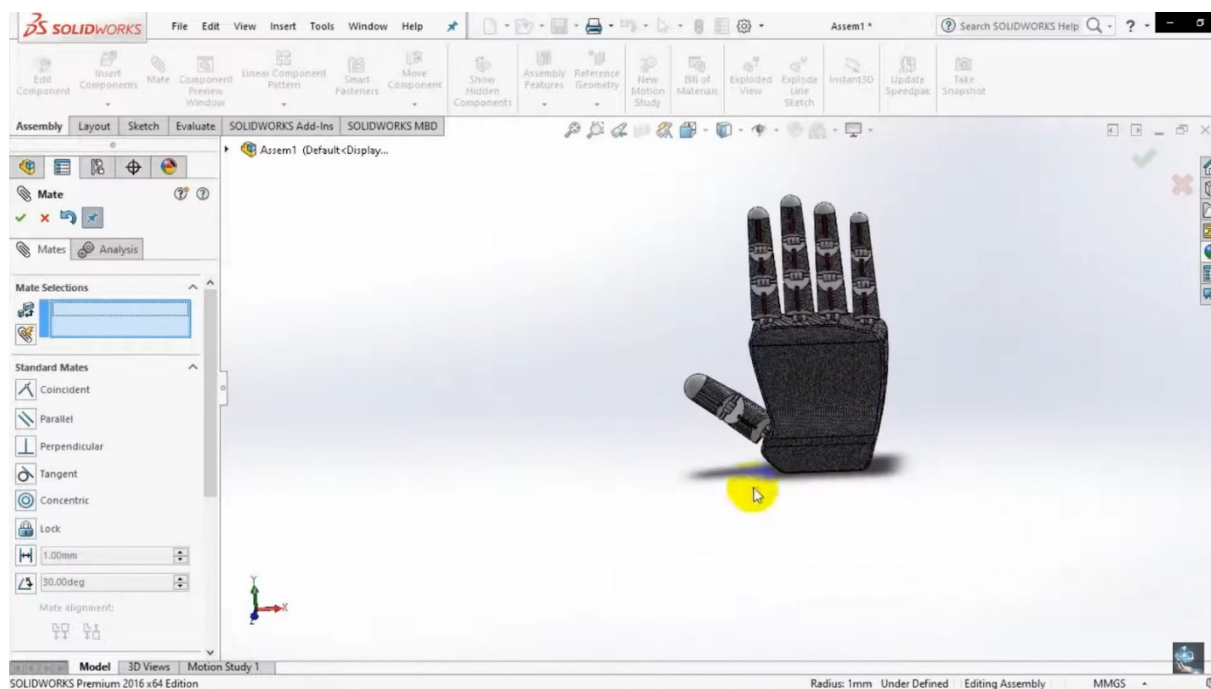 SOLIDWORKS File Edit View Insert Tools Window Help Assem1 * Search SOLIDWORKS Help ?
Edit Component
Insert Components
Mate
Component Preview Window
Linear Component Pattern
Smart Fasteners
Move Component
Show Hidden Components
Assembly Features
Reference Geometry
New Motion Study
Bill of Materials
Exploded View
Explode Line Sketch
Instant3D
Update Speedpak
Take Snapshot
Assembly Layout Sketch Evaluate SOLIDWORKS Add-Ins SOLIDWORKS MBD
Assem1 (Default<Display...
Mate
Mates Analysis
Mate Selections
Standard Mates
Coincident
Parallel
Perpendicular
Tangent
Concentric
Lock
1.00mm
30.00deg
Mate alignment:
Y
X
Z
Model 3D Views Motion Study 1
SOLIDWORKS Premium 2016 x64 Edition Radius: 1mm Under Defined Editing Assembly MMGS